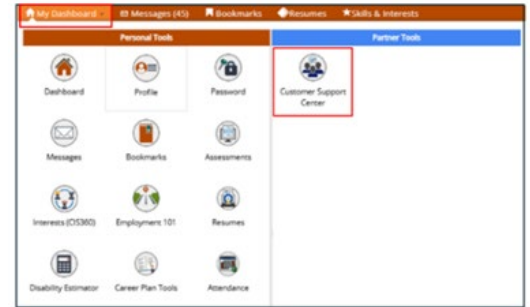 My Dashboard Messages (45) Bookmarks Resumes Skills & Interests
Personal Tools Partner Tools
Dashboard Profile Password Customer Support
Center
Messages Bookmarks Assessments
Interests (CIS360) Employment 101 Resumes
Disability Estimator Career Plan Tools Attendance